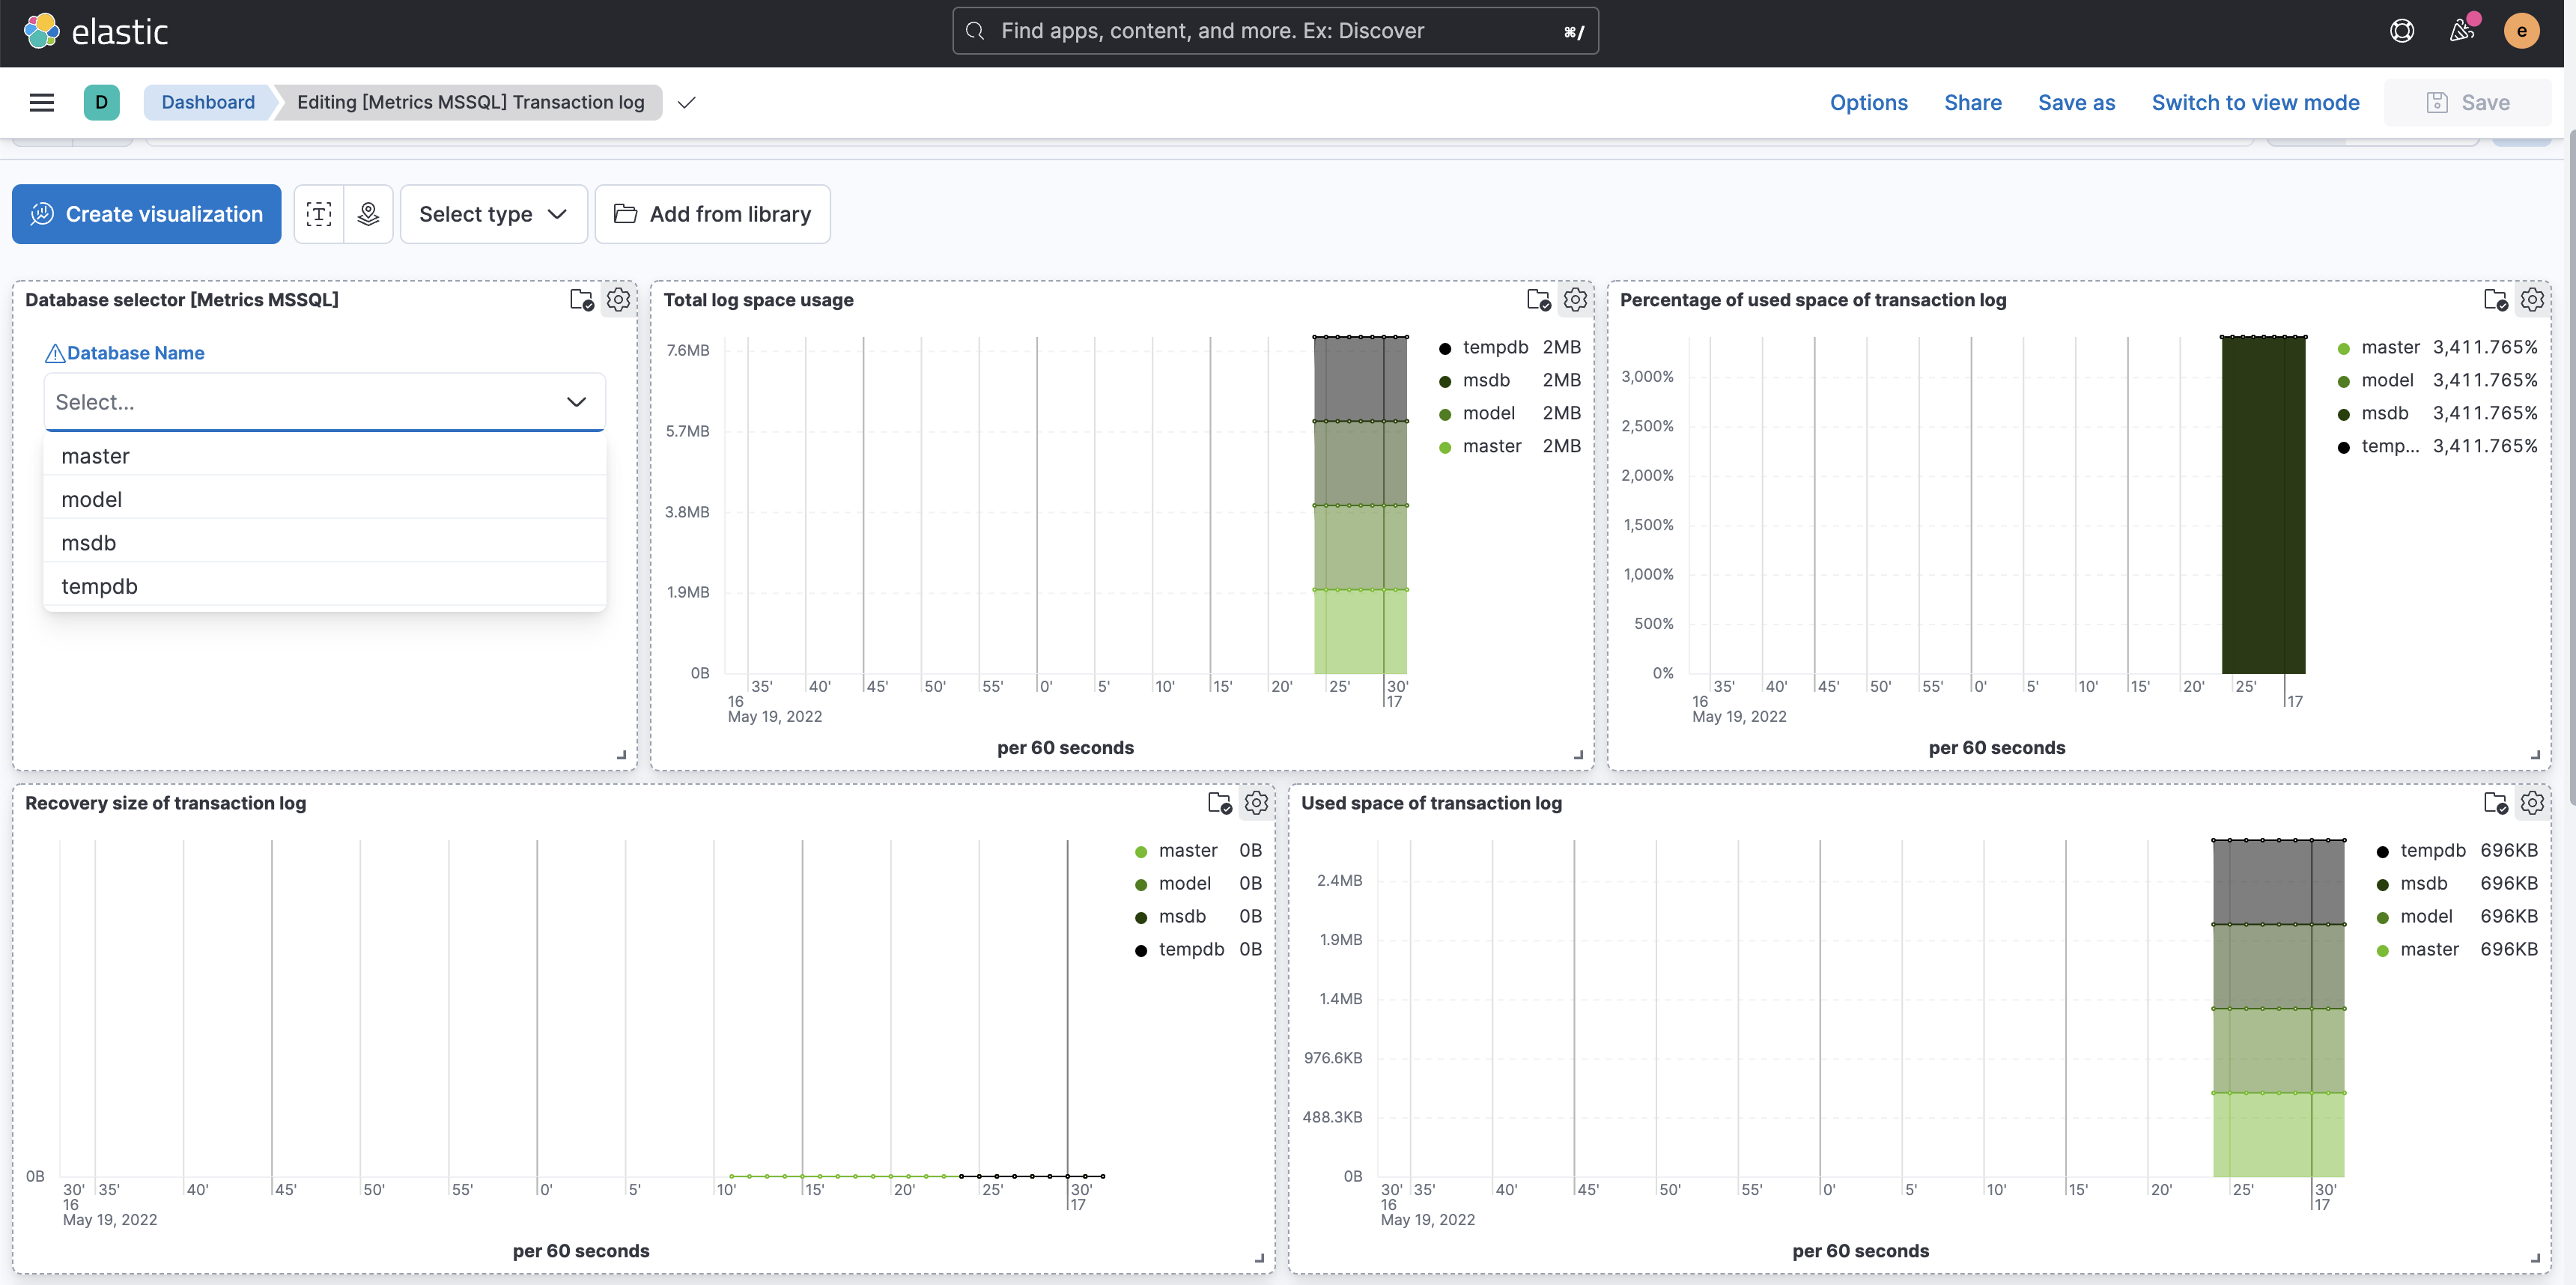 elastic
Find apps, content, and more. Ex: Discover
⌘/
e
D
Dashboard
Editing [Metrics MSSQL] Transaction log
Options
Share
Save as
Switch to view mode
Save
Create visualization
Select type
Add from library
Database selector [Metrics MSSQL]
Database Name
Select...
master
model
msdb
tempdb
Total log space usage
7.6MB
5.7MB
3.8MB
1.9MB
0B
35' 40' 45' 50' 55' 0' 5' 10' 15' 20' 25' 30'
16 17
May 19, 2022
per 60 seconds
tempdb 2MB
msdb 2MB
model 2MB
master 2MB
Percentage of used space of transaction log
3,000%
2,500%
2,000%
1,500%
1,000%
500%
0%
35' 40' 45' 50' 55' 0' 5' 10' 15' 20' 25'
16 17
May 19, 2022
per 60 seconds
master 3,411.765%
model 3,411.765%
msdb 3,411.765%
temp... 3,411.765%
Recovery size of transaction log
0B
30' 35' 40' 45' 50' 55' 0' 5' 10' 15' 20' 25' 30'
16 17
May 19, 2022
per 60 seconds
master 0B
model 0B
msdb 0B
tempdb 0B
Used space of transaction log
2.4MB
1.9MB
1.4MB
976.6KB
488.3KB
0B
30' 35' 40' 45' 50' 55' 0' 5' 10' 15' 20' 25' 30'
16 17
May 19, 2022
per 60 seconds
tempdb 696KB
msdb 696KB
model 696KB
master 696KB